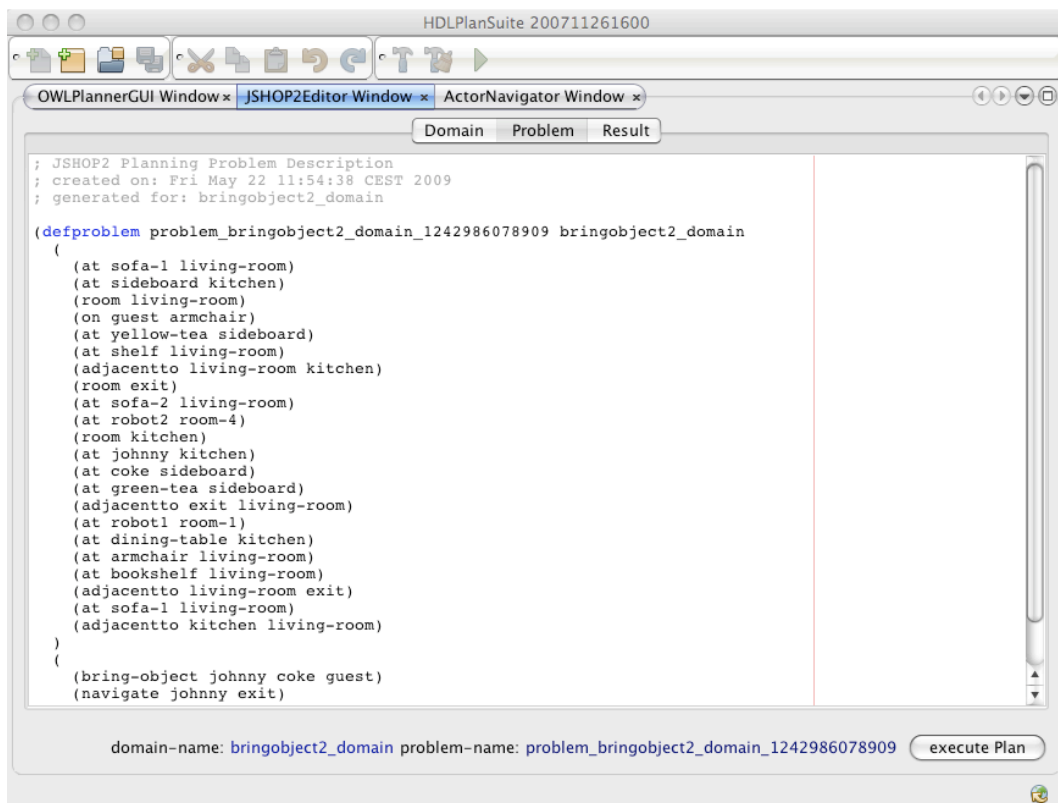 HDLPlanSuite 200711261600
OWLPlannerGUI Window × JSHOP2Editor Window × ActorNavigator Window ×
Domain Problem Result
; JSHOP2 Planning Problem Description
; created on: Fri May 22 11:54:38 CEST 2009
; generated for: bringobject2_domain
(defproblem problem_bringobject2_domain_1242986078909 bringobject2_domain
(
(at sofa-1 living-room)
(at sideboard kitchen)
(room living-room)
(on guest armchair)
(at yellow-tea sideboard)
(at shelf living-room)
(adjacentto living-room kitchen)
(room exit)
(at sofa-2 living-room)
(at robot2 room-4)
(room kitchen)
(at johnny kitchen)
(at coke sideboard)
(at green-tea sideboard)
(adjacentto exit living-room)
(at robot1 room-1)
(at dining-table kitchen)
(at armchair living-room)
(at bookshelf living-room)
(adjacentto living-room exit)
(at sofa-1 living-room)
(adjacentto kitchen living-room)
)
(
(bring-object johnny coke guest)
(navigate johnny exit)
domain-name: bringobject2_domain problem-name: problem_bringobject2_domain_1242986078909 execute Plan